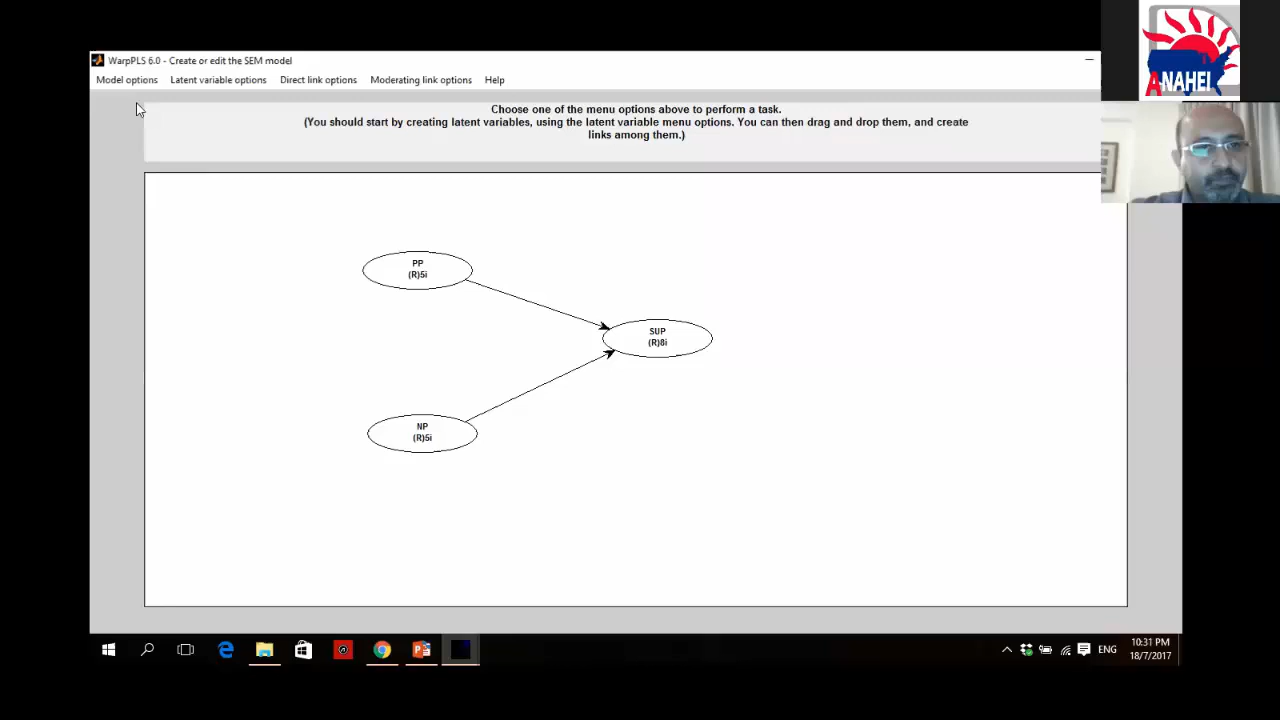 WarpPLS 6.0 - Create or edit the SEM model
Model options Latent variable options Direct link options Moderating link options Help
Choose one of the menu options above to perform a task.
(You should start by creating latent variables, using the latent variable menu options. You can then drag and drop them, and create
links among them.)
PP
(R)5i
SUP
(R)8i
NP
(R)5i
ANAHEI
ENG
10:31 PM
18/7/2017